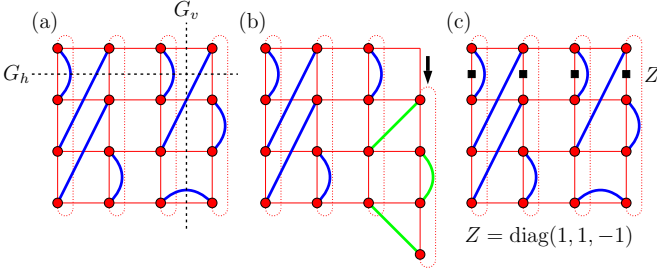 (a)
G_v
(b)
(c)
G_h
Z
Z = diag(1, 1, −1)